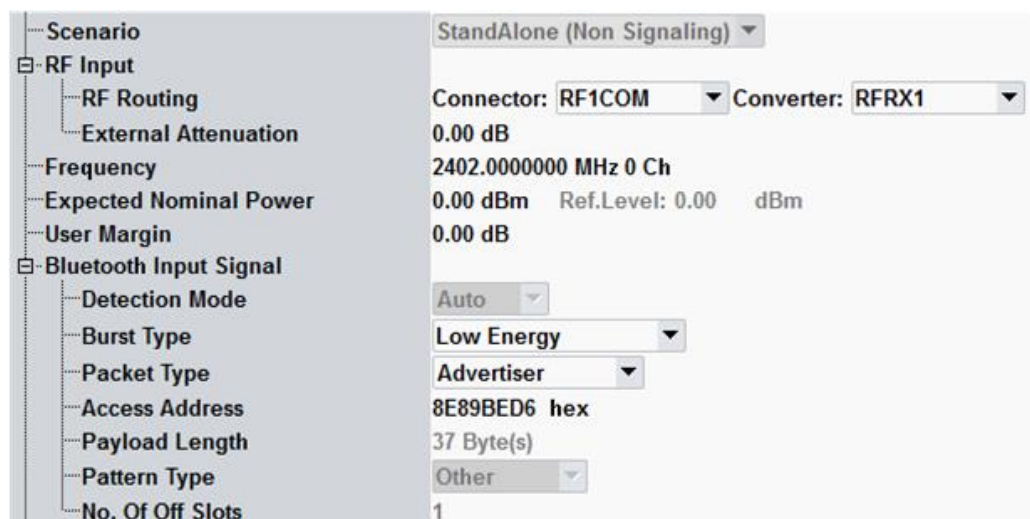 Scenario StandAlone (Non Signaling)
RF Input
RF Routing Connector: RF1COM Converter: RFRX1
External Attenuation 0.00 dB
Frequency 2402.0000000 MHz 0 Ch
Expected Nominal Power 0.00 dBm Ref.Level: 0.00 dBm
User Margin 0.00 dB
Bluetooth Input Signal
Detection Mode Auto
Burst Type Low Energy
Packet Type Advertiser
Access Address 8E89BED6 hex
Payload Length 37 Byte(s)
Pattern Type Other
No. Of Off Slots 1